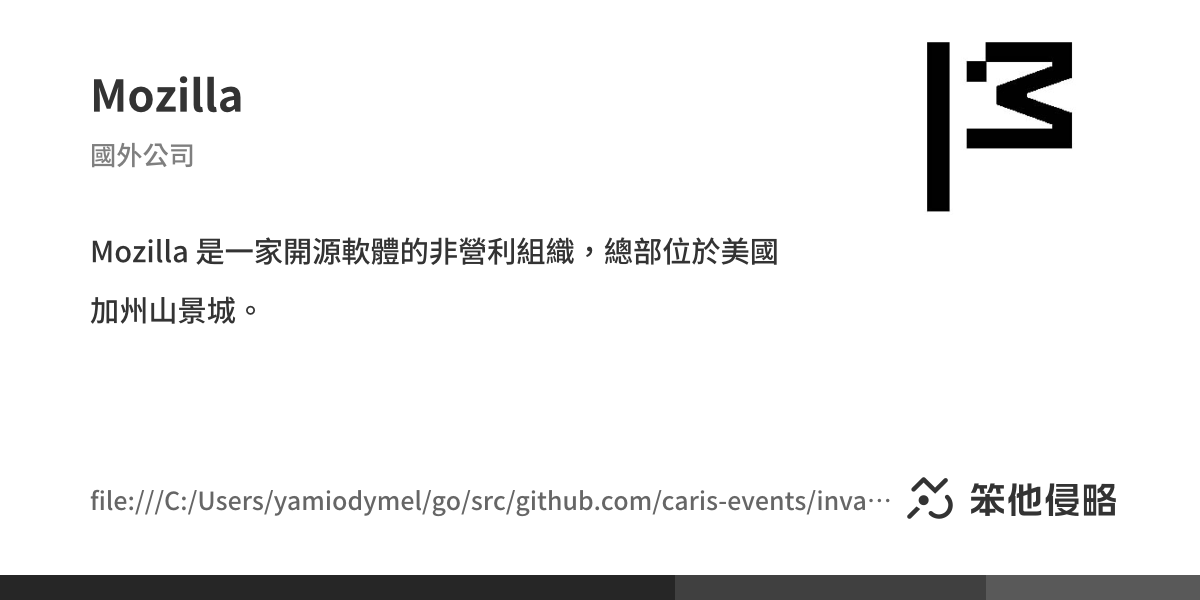 Mozilla
國外公司
Mozilla 是一家開源軟體的非營利組織，總部位於美國
加州山景城。
file:///C:/Users/yamiodymel/go/src/github.com/caris-events/inva…
笨他侵略